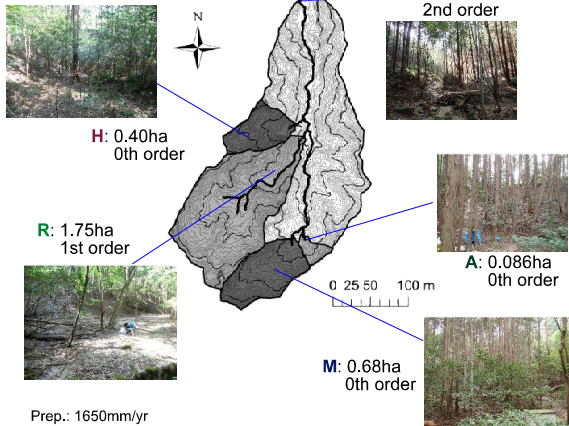 2nd order
N
H: 0.40ha
0th order
R: 1.75ha
1st order
A: 0.086ha
0th order
0 25 50 100 m
M: 0.68ha
0th order
Prep.: 1650mm/yr